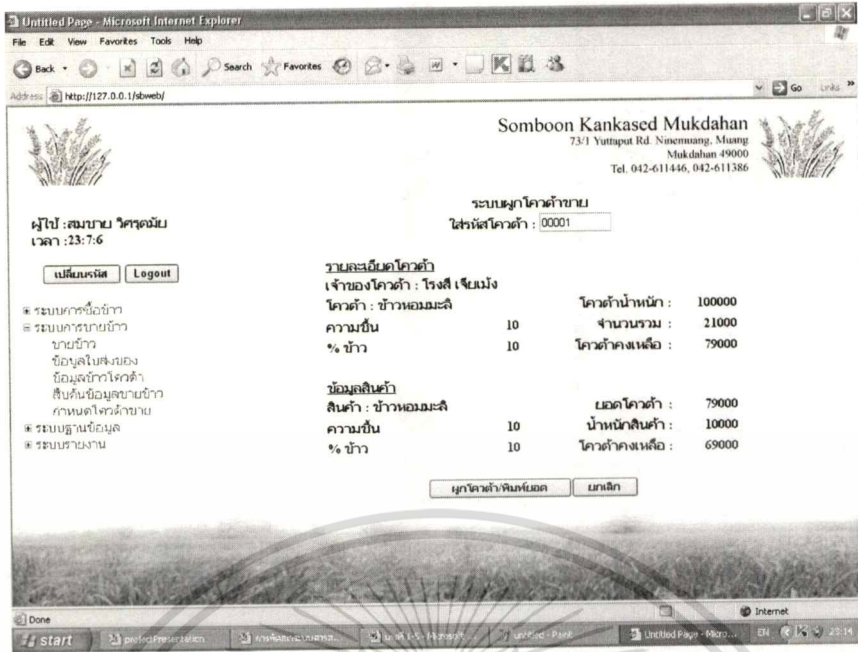 Untitled Page - Microsoft Internet Explorer
File Edit View Favorites Tools Help
Back Search Favorites
Address http://127.0.0.1/sbweb/ Go Links
Somboon Kankased Mukdahan
73/1 Yuttaput Rd. Ninemuang, Muang
Mukdahan 49000
Tel. 042-611446, 042-611386
ระบบผูกโควต้าขาย
ใส่รหัสโควต้า : 00001
ผู้ใช้ :สมชาย วิศรุตมัย
เวลา :23:7:6
เปลี่ยนรหัส Logout
ระบบการซื้อข้าว
ระบบการขายข้าว
ขายข้าว
ข้อมูลใบส่งของ
ข้อมูลข้าวโควต้า
สืบค้นข้อมูลขายข้าว
กำหนดโควต้าขาย
ระบบฐานข้อมูล
ระบบรายงาน
รายละเอียดโควต้า
เจ้าของโควต้า : โรงสี เจียเม้ง
โควต้า : ข้าวหอมมะลิ โควต้าน้ำหนัก : 100000
ความชื้น 10 จำนวนรวม : 21000
% ข้าว 10 โควต้าคงเหลือ : 79000
ข้อมูลสินค้า
สินค้า : ข้าวหอมมะลิ ยอดโควต้า : 79000
ความชื้น 10 น้ำหนักสินค้า : 10000
% ข้าว 10 โควต้าคงเหลือ : 69000
ผูกโควต้า/พิมพ์ยอด ยกเลิก
Done Internet
start projectPresentation untitled - Paint Untitled Page - Micro... EN 23:14